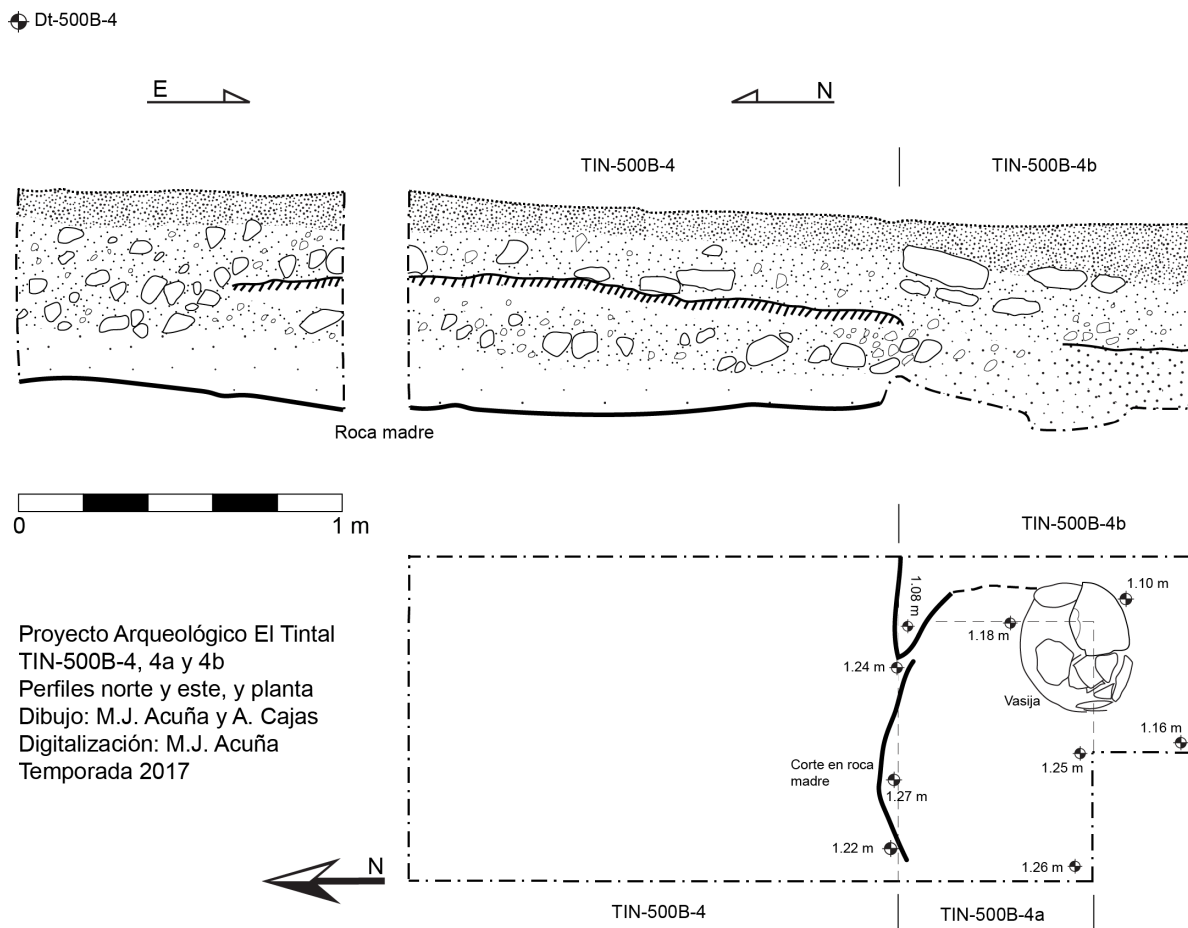 Dt-500B-4
E
N
TIN-500B-4
TIN-500B-4b
Roca madre
0
1 m
TIN-500B-4b
1.08 m
1.10 m
1.18 m
1.24 m
Vasija
1.16 m
1.25 m
Corte en roca
madre
1.27 m
1.22 m
1.26 m
Proyecto Arqueológico El Tintal
TIN-500B-4, 4a y 4b
Perfiles norte y este, y planta
Dibujo: M.J. Acuña y A. Cajas
Digitalización: M.J. Acuña
Temporada 2017
N
TIN-500B-4
TIN-500B-4a